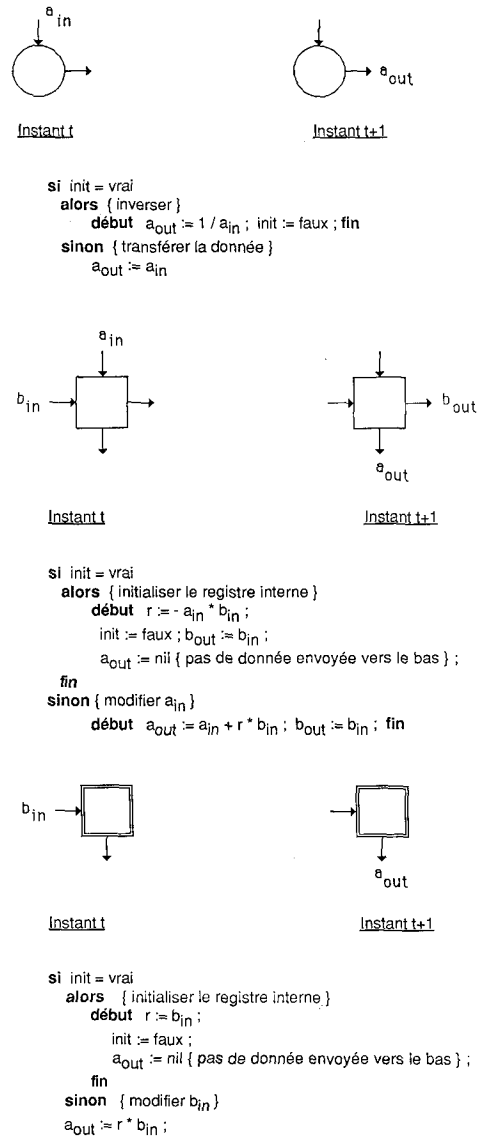 a in
a out
Instant t Instant t+1
si init = vrai
alors { inverser }
début a out := 1 / a in ; init := faux ; fin
sinon { transférer la donnée }
a out := a in
a in
b in b out
a out
Instant t Instant t+1
si init = vrai
alors { initialiser le registre interne }
début r := - a in * b in ;
init := faux ; b out := b in ;
a out := nil { pas de donnée envoyée vers le bas } ;
fin
sinon { modifier a in }
début a out := a in + r * b in ; b out := b in ; fin
b in
a out
Instant t Instant t+1
si init = vrai
alors { initialiser le registre interne }
début r := b in ;
init := faux ;
a out := nil { pas de donnée envoyée vers le bas } ;
fin
sinon { modifier b in }
a out := r * b in ;